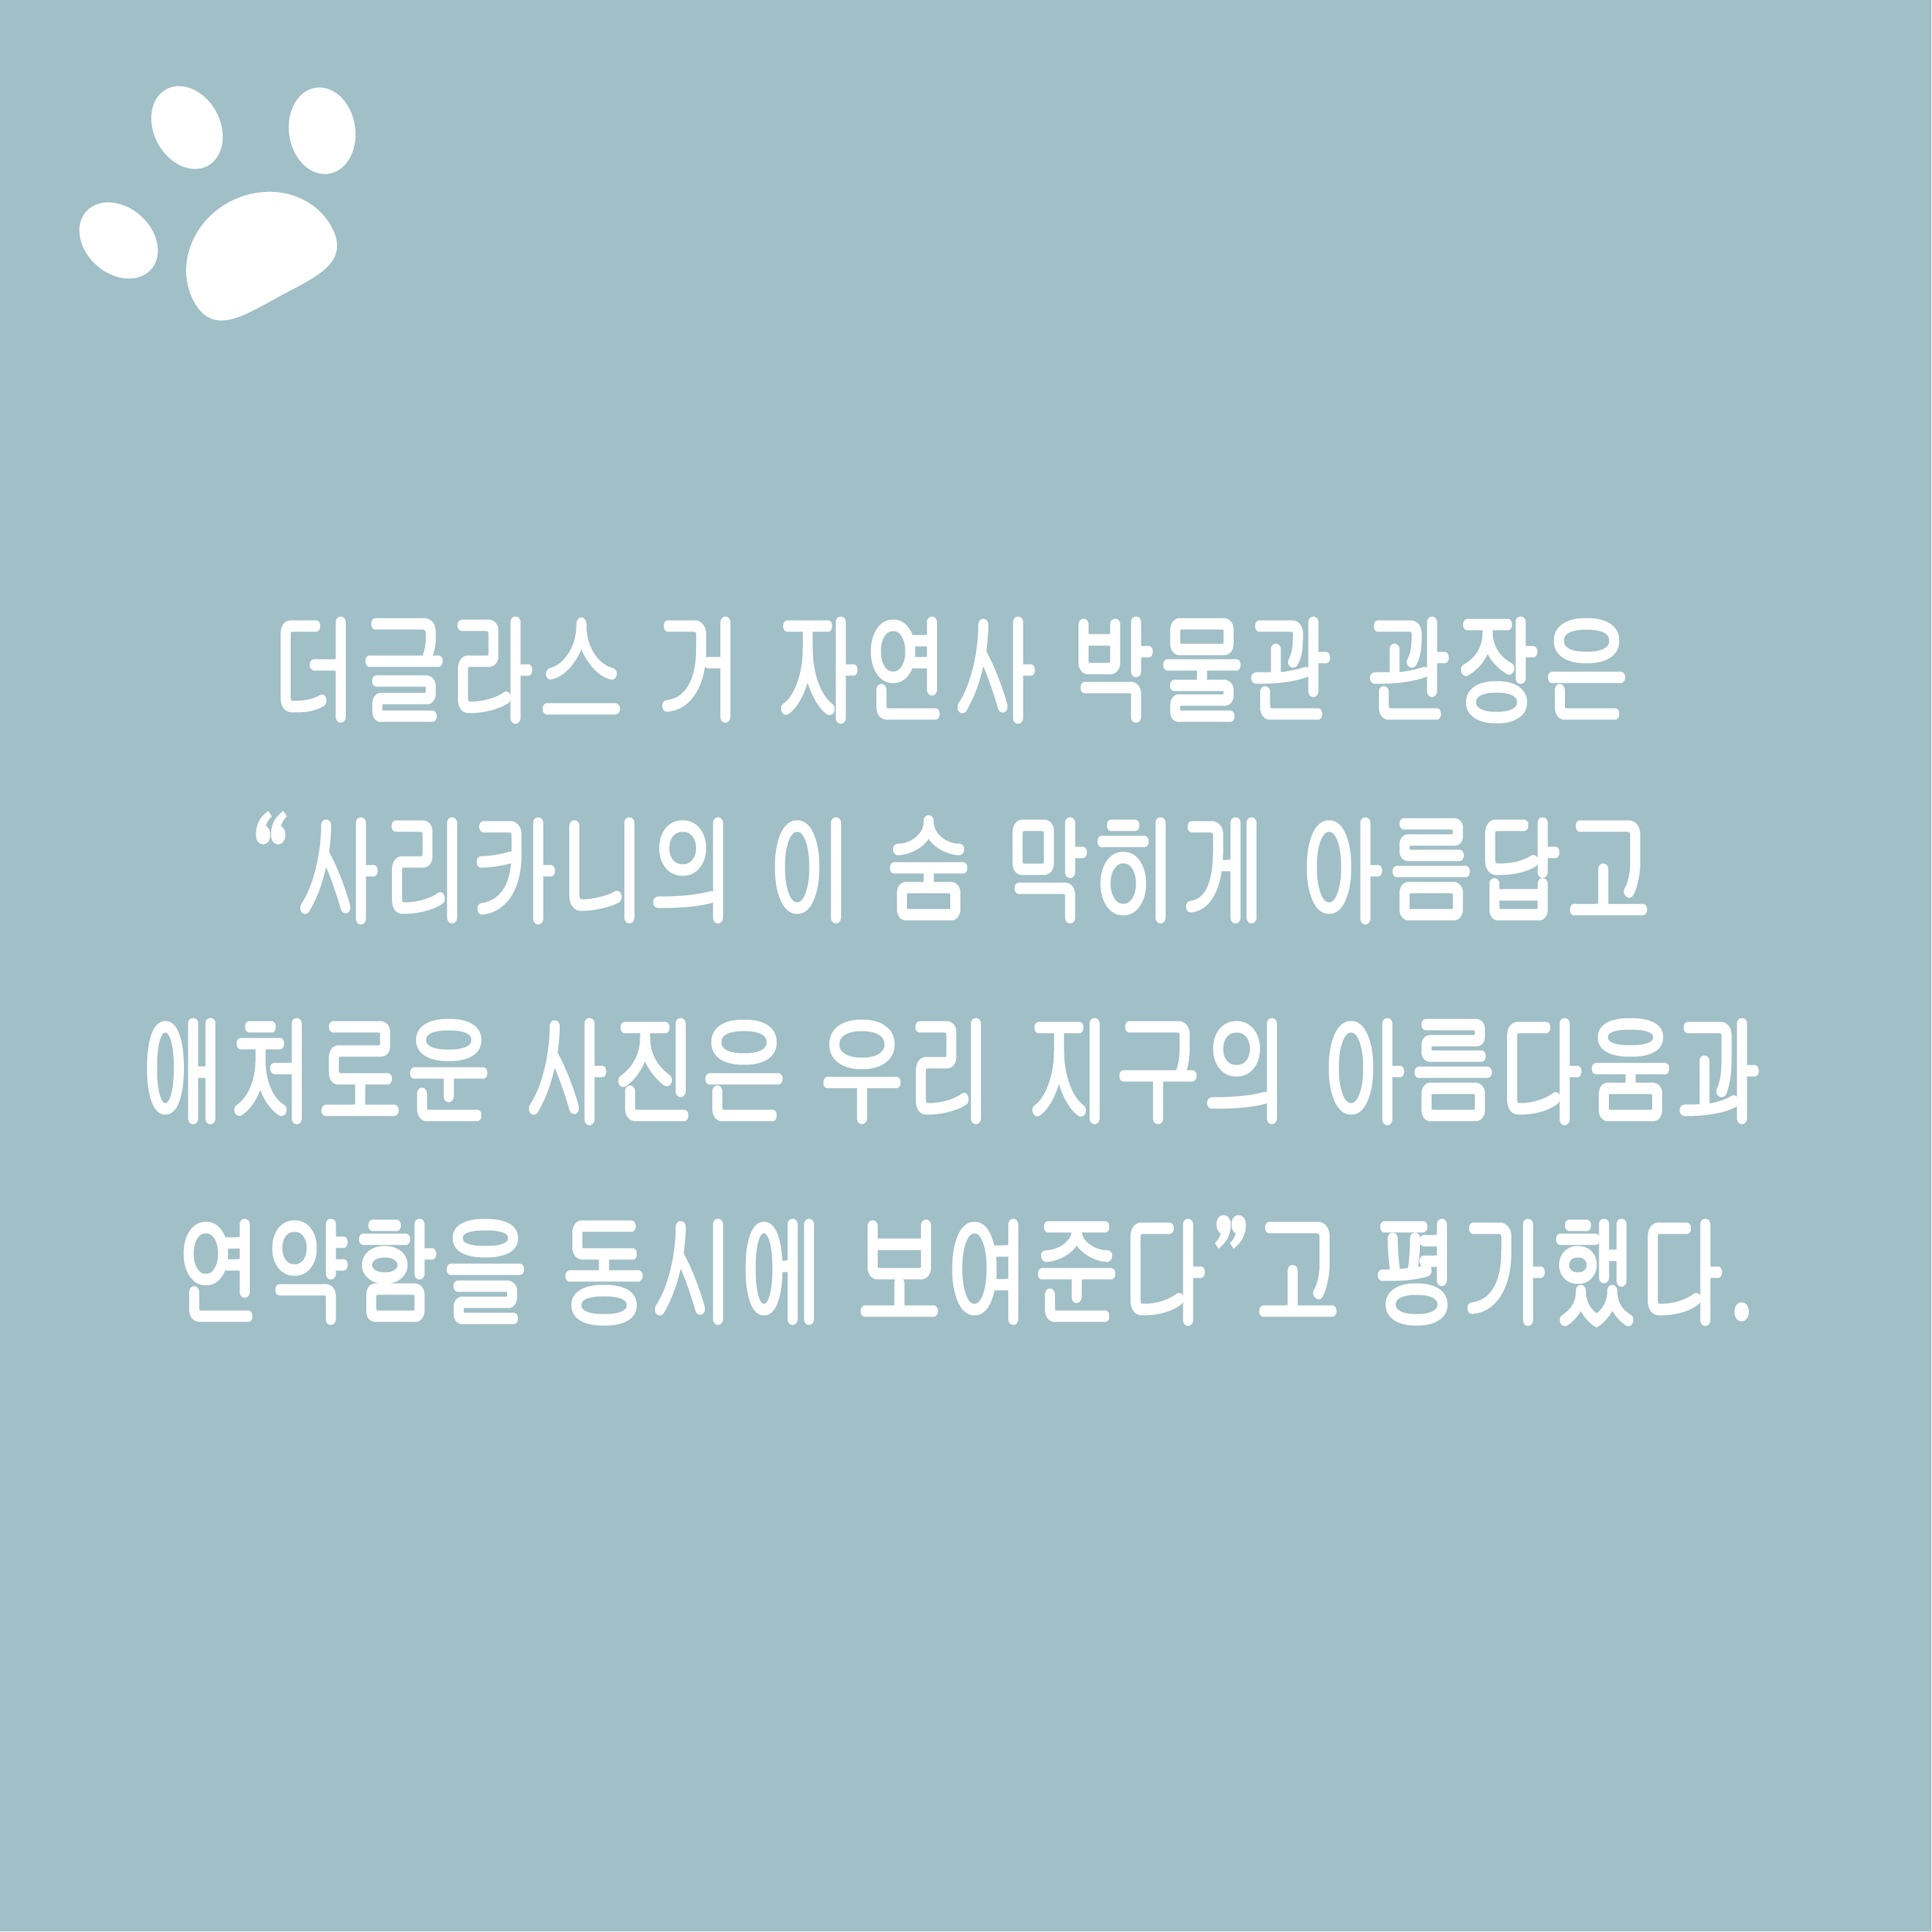 더글라스 거 자연사 박물관 관장은
“사리카니의 이 숨 막히게 아름답고
애처로운 사진은 우리 지구의 아름다움과
연약함을 동시에 보여준다”고 평가했다.